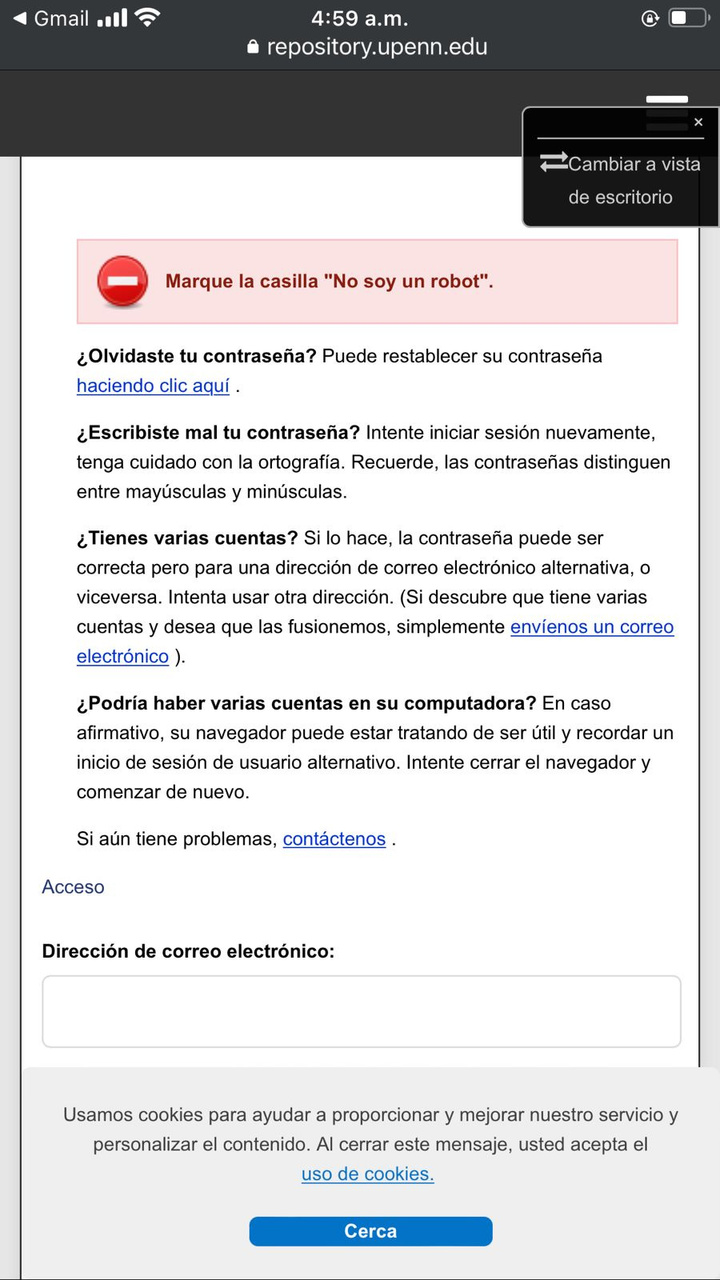 Gmail
4:59 a.m.
repository.upenn.edu
×
Cambiar a vista
de escritorio
Marque la casilla "No soy un robot".
¿Olvidaste tu contraseña? Puede restablecer su contraseña
haciendo clic aquí .
¿Escribiste mal tu contraseña? Intente iniciar sesión nuevamente,
tenga cuidado con la ortografía. Recuerde, las contraseñas distinguen
entre mayúsculas y minúsculas.
¿Tienes varias cuentas? Si lo hace, la contraseña puede ser
correcta pero para una dirección de correo electrónico alternativa, o
viceversa. Intenta usar otra dirección. (Si descubre que tiene varias
cuentas y desea que las fusionemos, simplemente envíenos un correo
electrónico ).
¿Podría haber varias cuentas en su computadora? En caso
afirmativo, su navegador puede estar tratando de ser útil y recordar un
inicio de sesión de usuario alternativo. Intente cerrar el navegador y
comenzar de nuevo.
Si aún tiene problemas, contáctenos .
Acceso
Dirección de correo electrónico:
Usamos cookies para ayudar a proporcionar y mejorar nuestro servicio y
personalizar el contenido. Al cerrar este mensaje, usted acepta el
uso de cookies.
Cerca